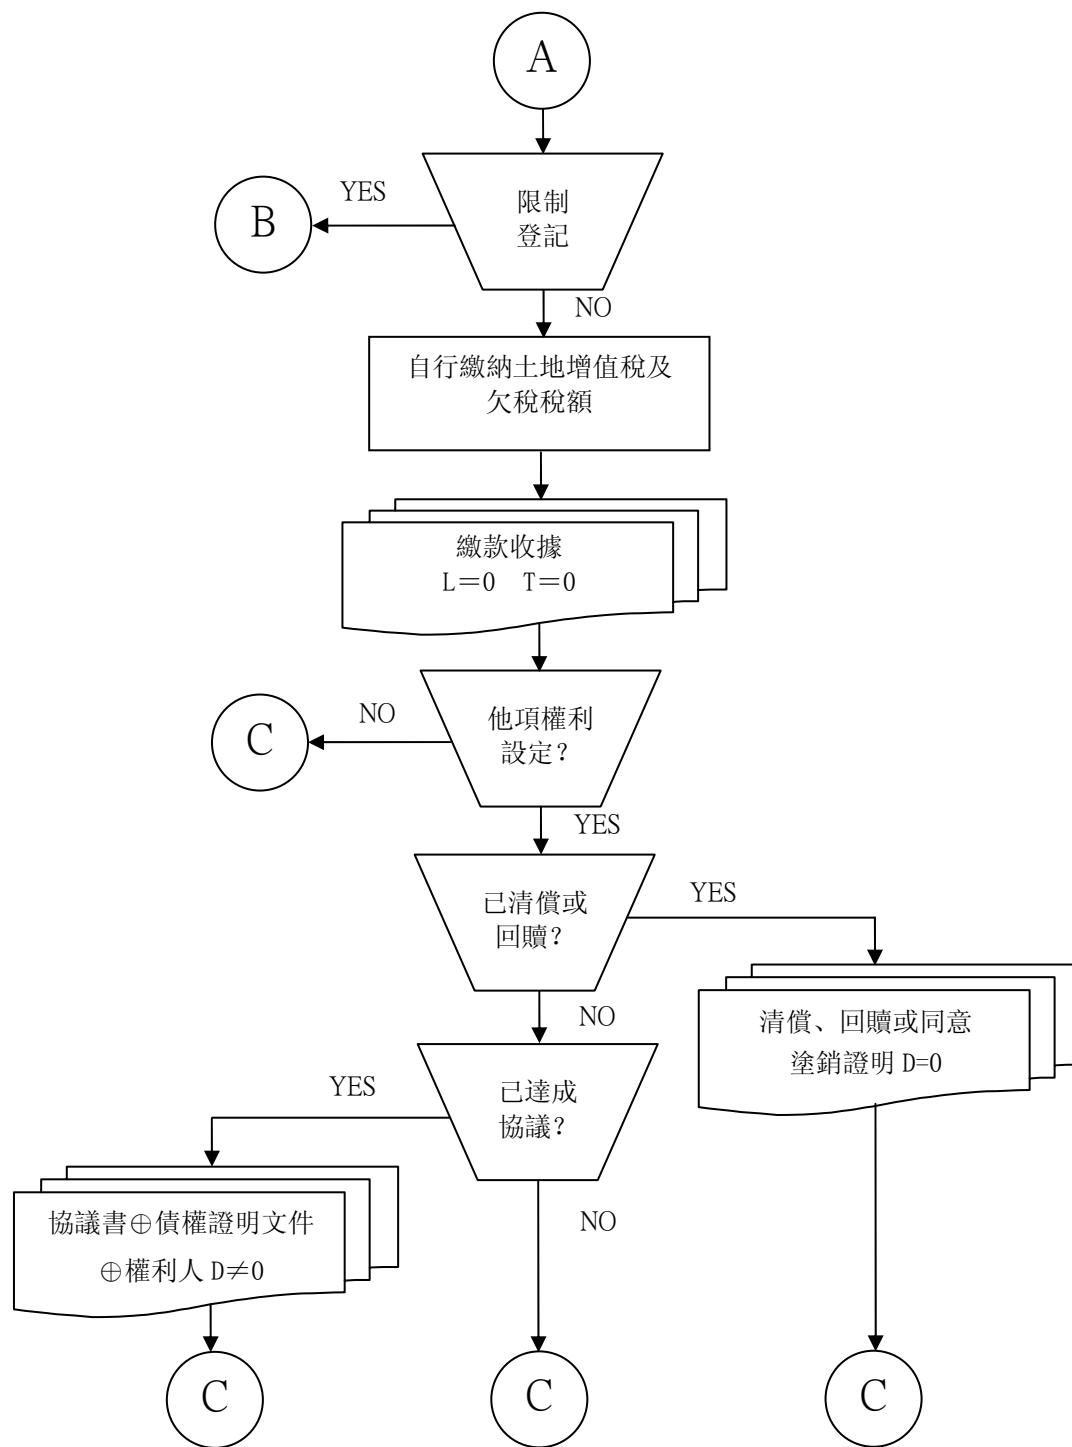 A
YES
B
限制
登記
NO
自行繳納土地增值稅及
欠稅稅額
繳款收據
L＝0　T＝0
NO
C
他項權利
設定？
YES
已清償或
回贖？
YES
NO
清償、回贖或同意
塗銷證明 D=0
YES
已達成
協議？
NO
協議書⊕債權證明文件
⊕權利人 D≠0
C
C
C